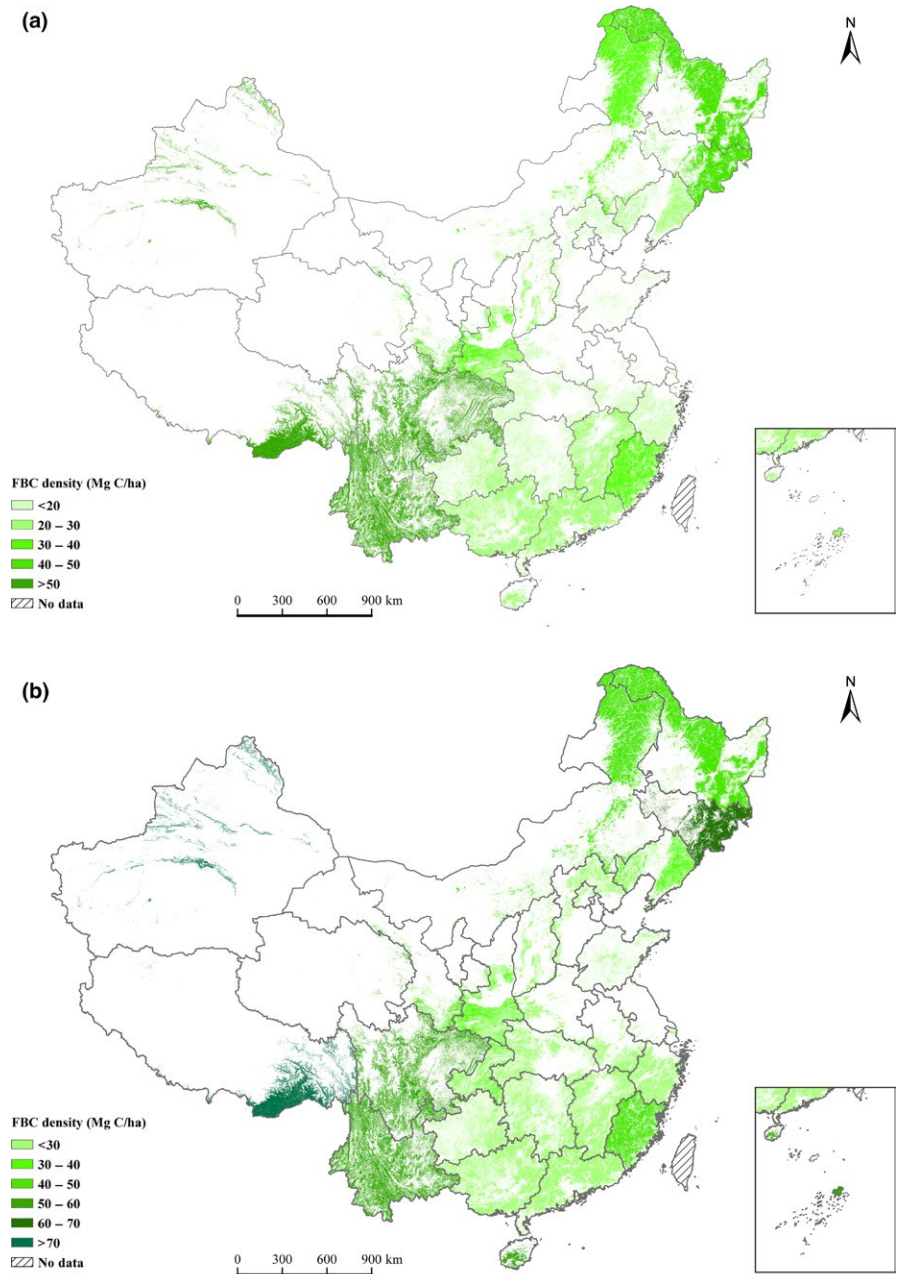 (a)
N
FBC density (Mg C/ha)
<20
20 – 30
30 – 40
40 – 50
>50
No data
0 300 600 900 km
(b)
N
FBC density (Mg C/ha)
<30
30 – 40
40 – 50
50 – 60
60 – 70
>70
No data
0 300 600 900 km